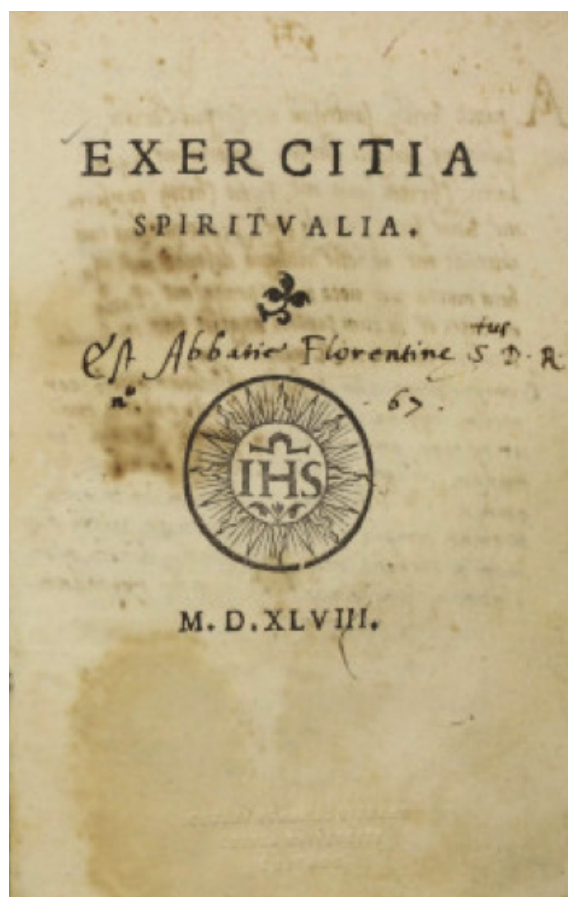 EXERCITIA
SPIRITVALIA.
Est Abbatie Florentine S D. R. tus
nº 67.
IHS
M. D. XLVIII.